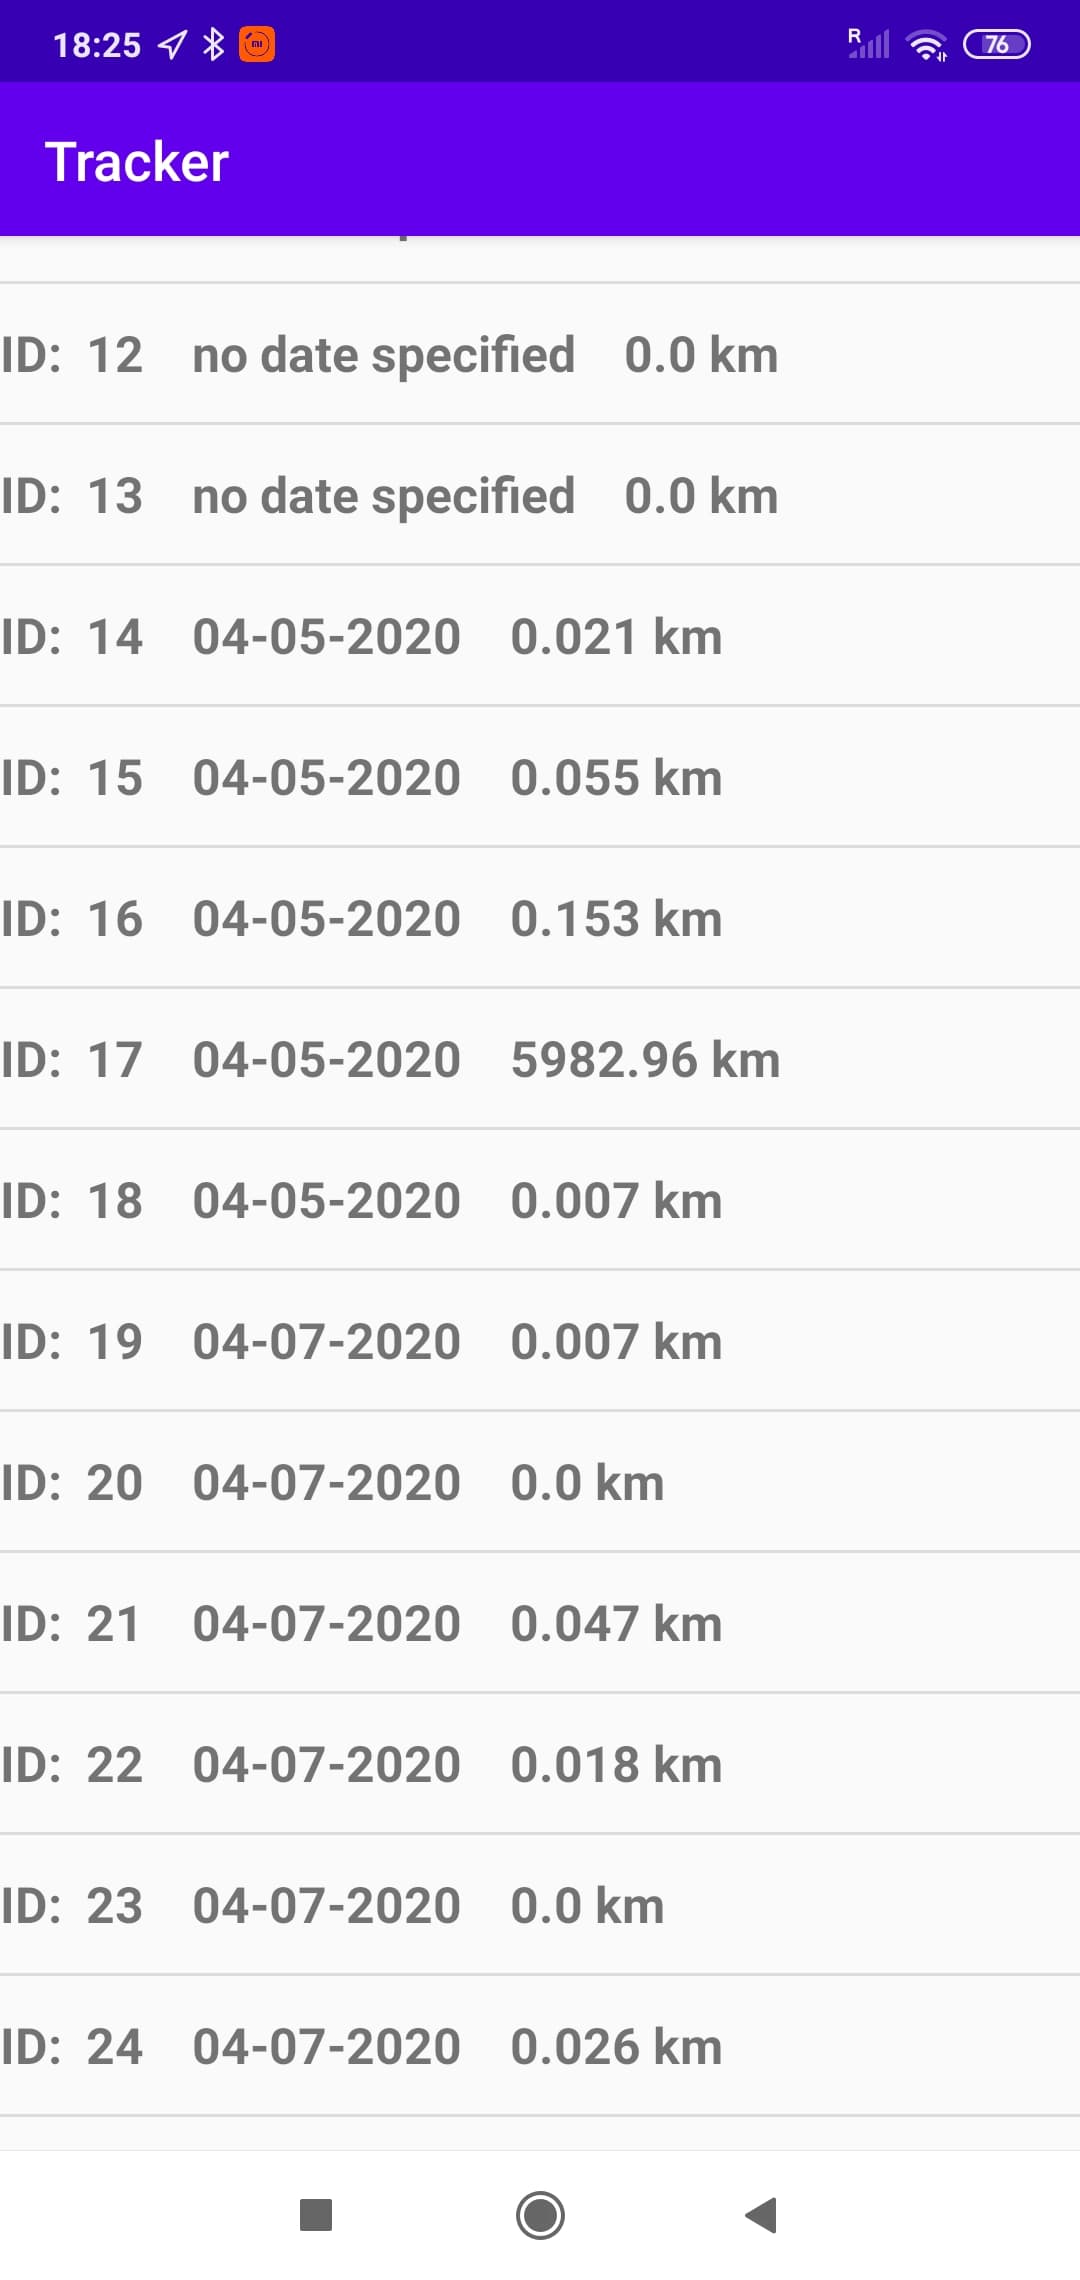 18:25 R 76
Tracker
ID: 12 no date specified 0.0 km
ID: 13 no date specified 0.0 km
ID: 14 04-05-2020 0.021 km
ID: 15 04-05-2020 0.055 km
ID: 16 04-05-2020 0.153 km
ID: 17 04-05-2020 5982.96 km
ID: 18 04-05-2020 0.007 km
ID: 19 04-07-2020 0.007 km
ID: 20 04-07-2020 0.0 km
ID: 21 04-07-2020 0.047 km
ID: 22 04-07-2020 0.018 km
ID: 23 04-07-2020 0.0 km
ID: 24 04-07-2020 0.026 km